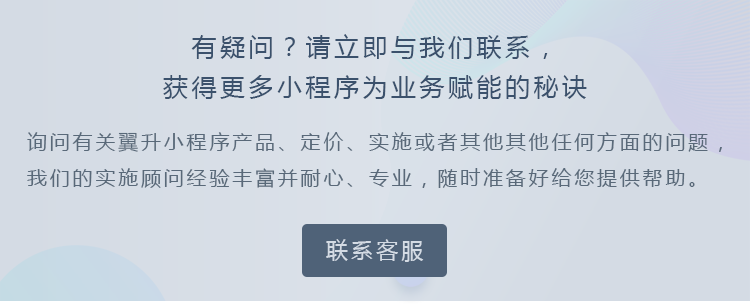 有疑问？请立即与我们联系，
获得更多小程序为业务赋能的秘诀
询问有关翼升小程序产品、定价、实施或者其他其他任何方面的问题，
我们的实施顾问经验丰富并耐心、专业，随时准备好给您提供帮助。
联系客服